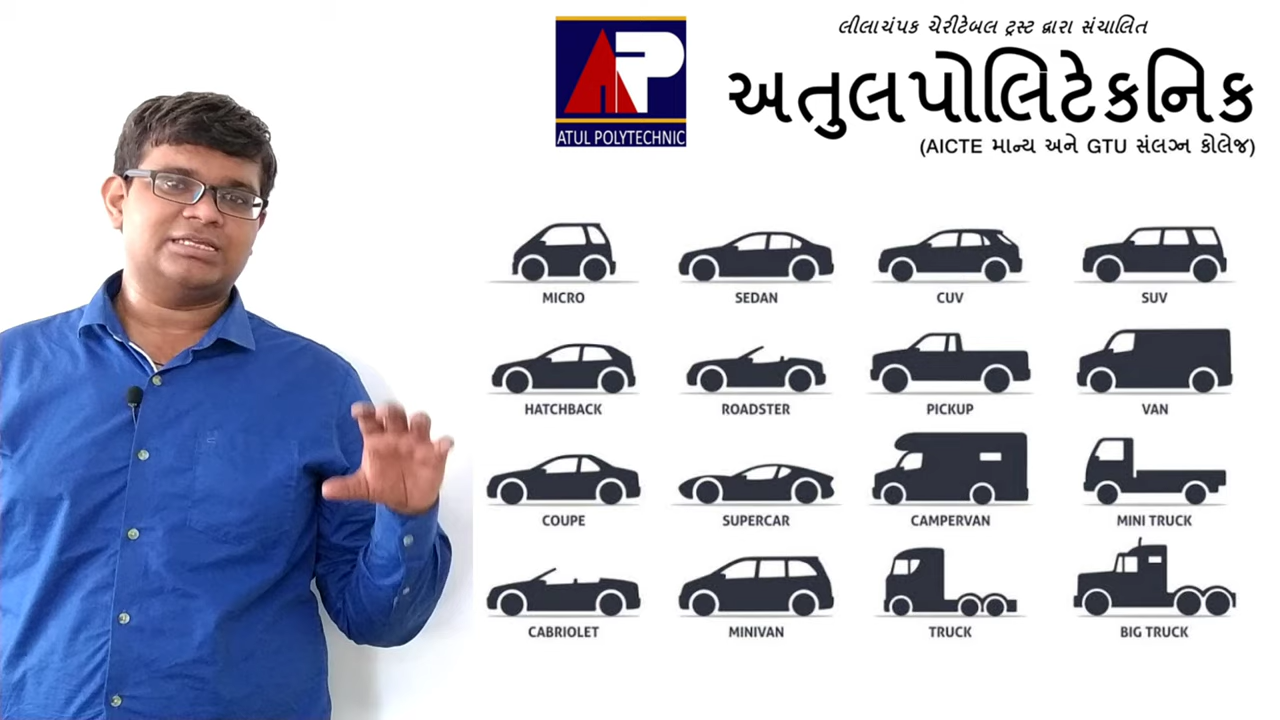 લીલાચંપક ચેરીટેબલ ટ્રસ્ટ દ્વારા સંચાલિત
અતુલપોલિટેકનિક
(AICTE માન્ય અને GTU સંલગ્ન કોલેજ)
AP
ATUL POLYTECHNIC
MICRO SEDAN CUV SUV
HATCHBACK ROADSTER PICKUP VAN
COUPE SUPERCAR CAMPERVAN MINI TRUCK
CABRIOLET MINIVAN TRUCK BIG TRUCK